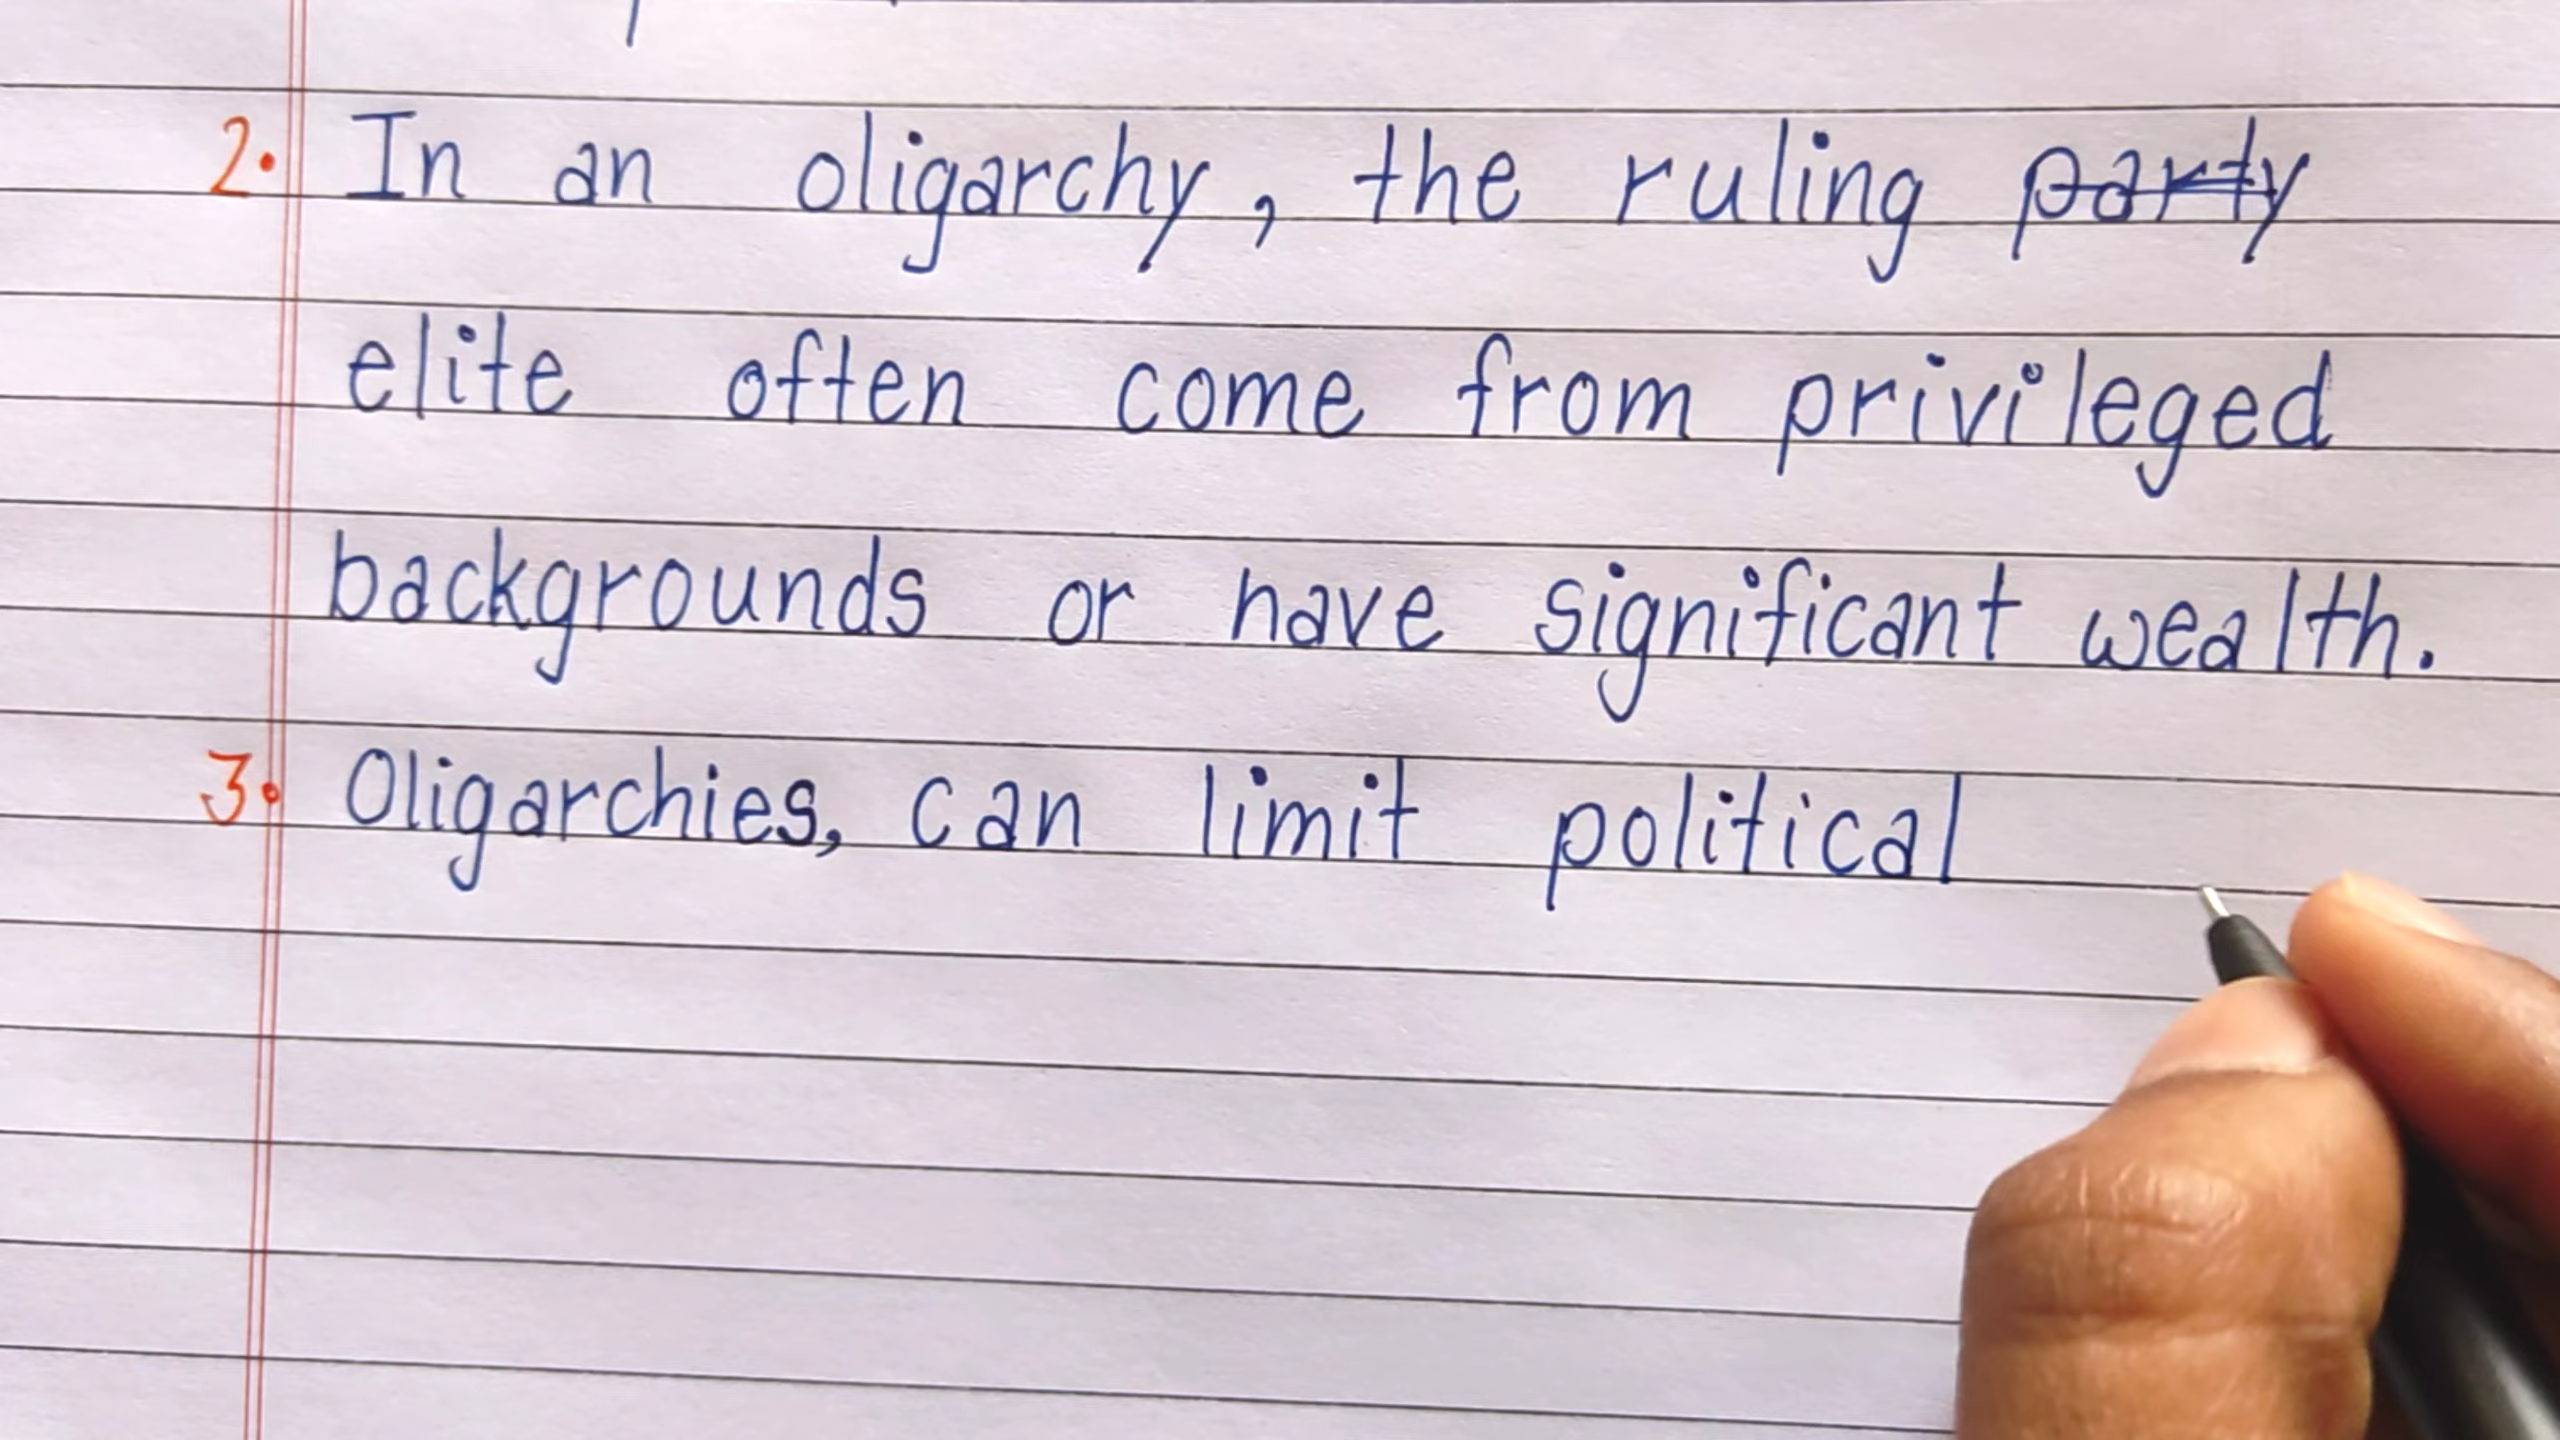 2. In an oligarchy, the ruling party
elite often come from privileged
backgrounds or have significant wealth.
3. Oligarchies, can limit political